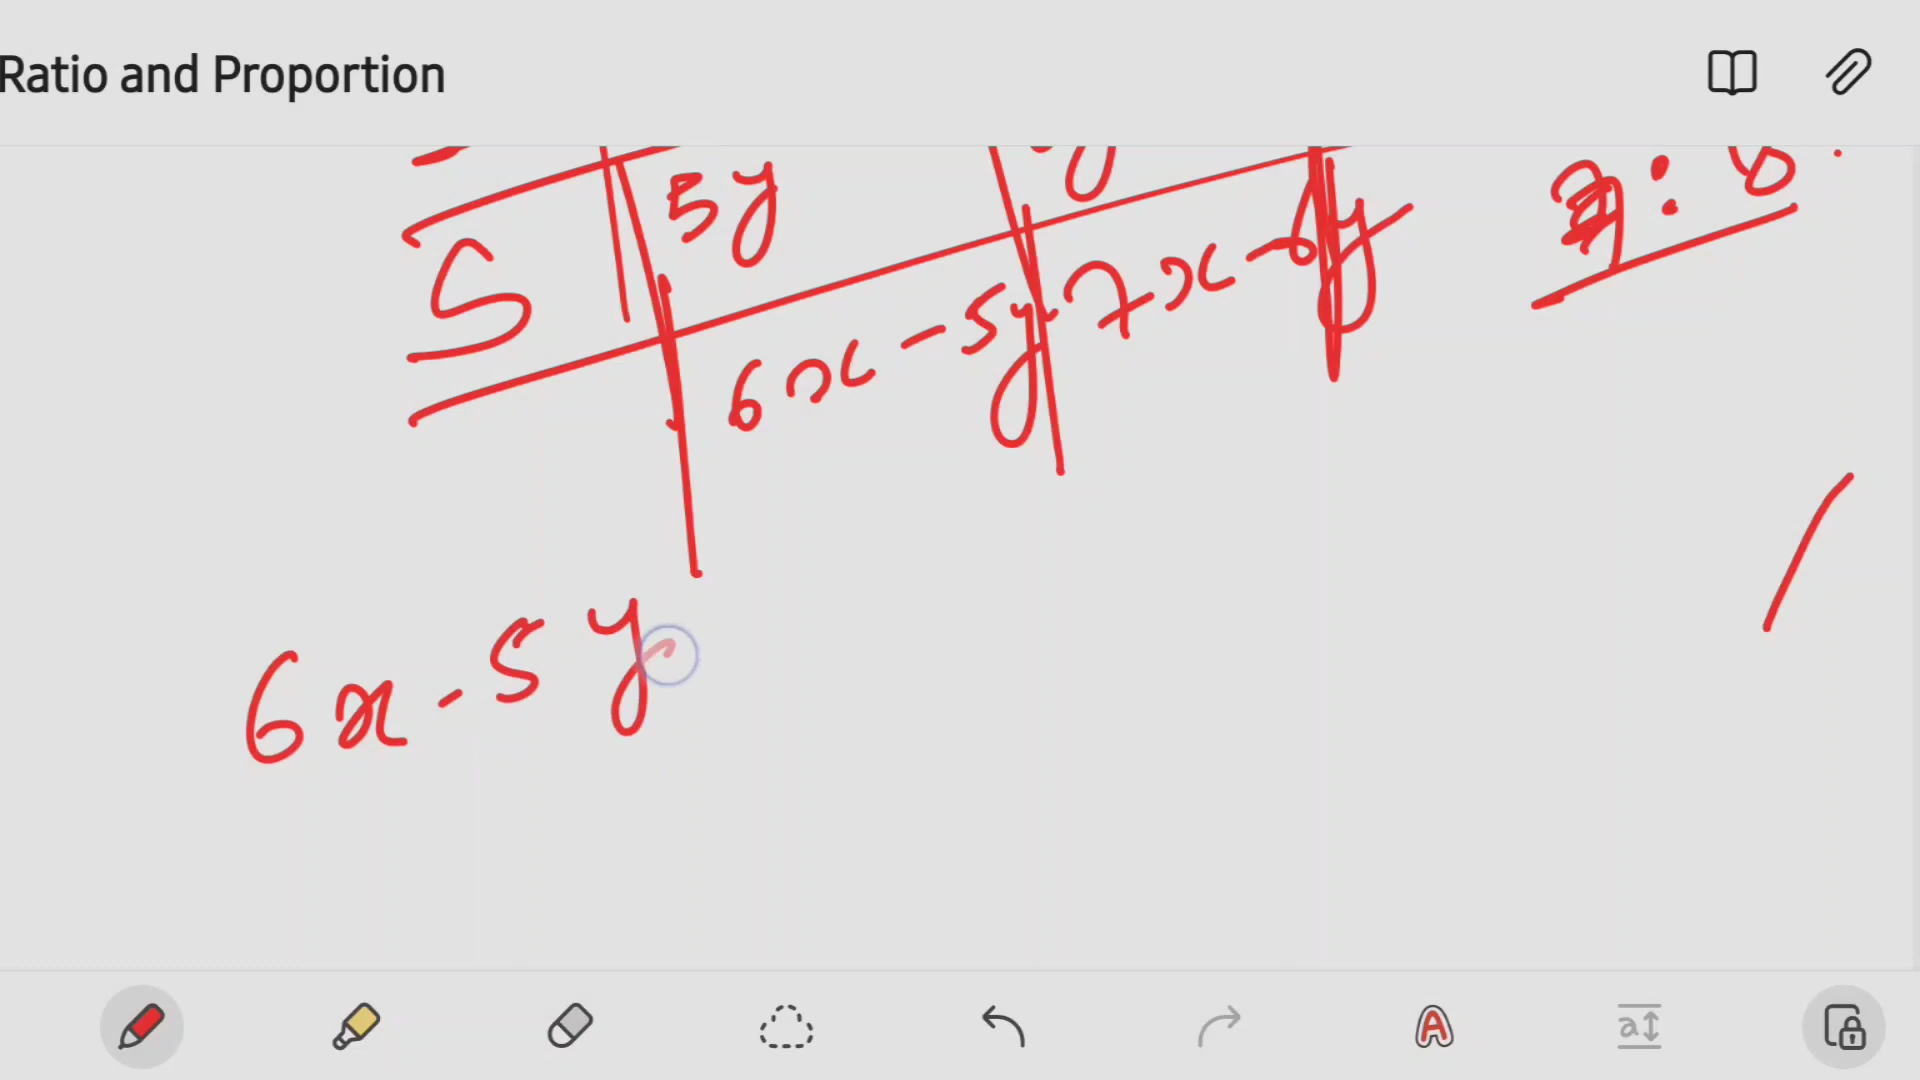 Ratio and Proportion
5y
S
6x - 5y 7x - 6y
6x - 5y